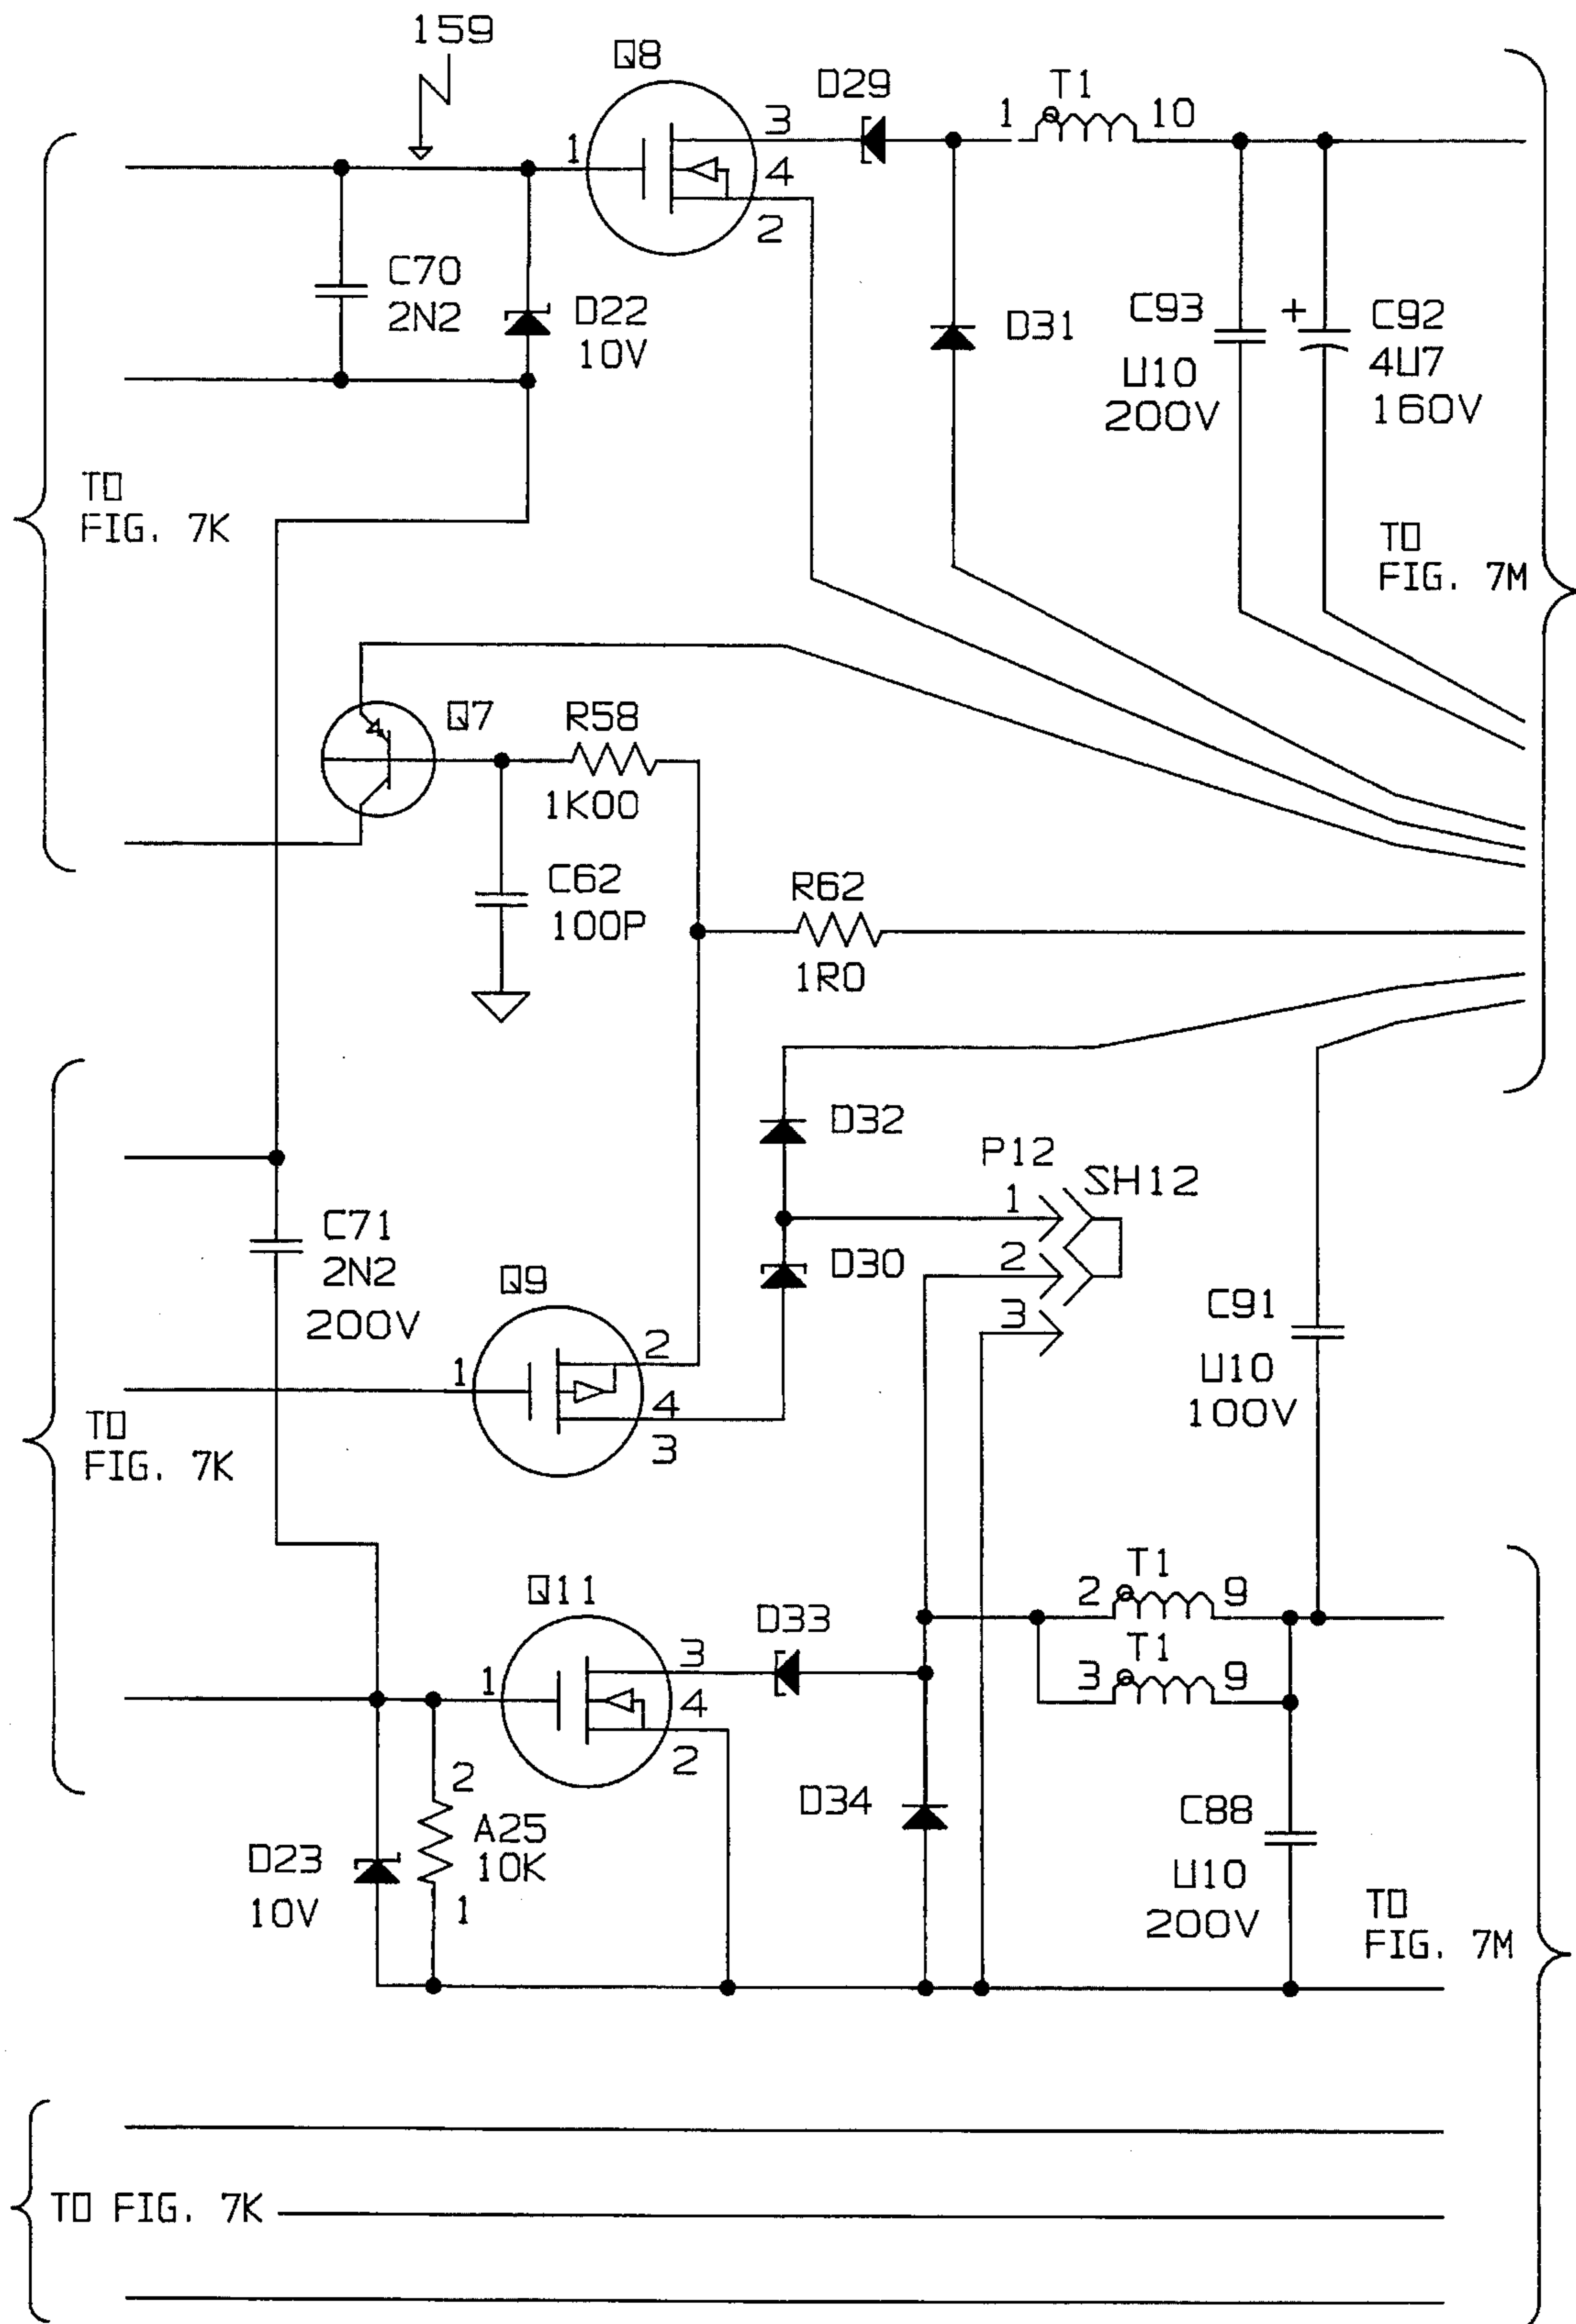 159
Q8
D29
T1
1
3
4
2
1
10
C70
2N2
D22
10V
D31
C93
U10
200V
+
C92
4U7
160V
TO
FIG. 7K
TO
FIG. 7M
Q7
R58
1K00
C62
100P
R62
1R0
D32
P12
SH12
1
2
3
D30
C71
2N2
200V
Q9
1
2
4
3
C91
U10
100V
TO
FIG. 7K
Q11
1
3
4
2
D33
T1
2
9
T1
3
9
D34
C88
U10
200V
2
A25
10K
1
D23
10V
TO
FIG. 7M
TO FIG. 7K